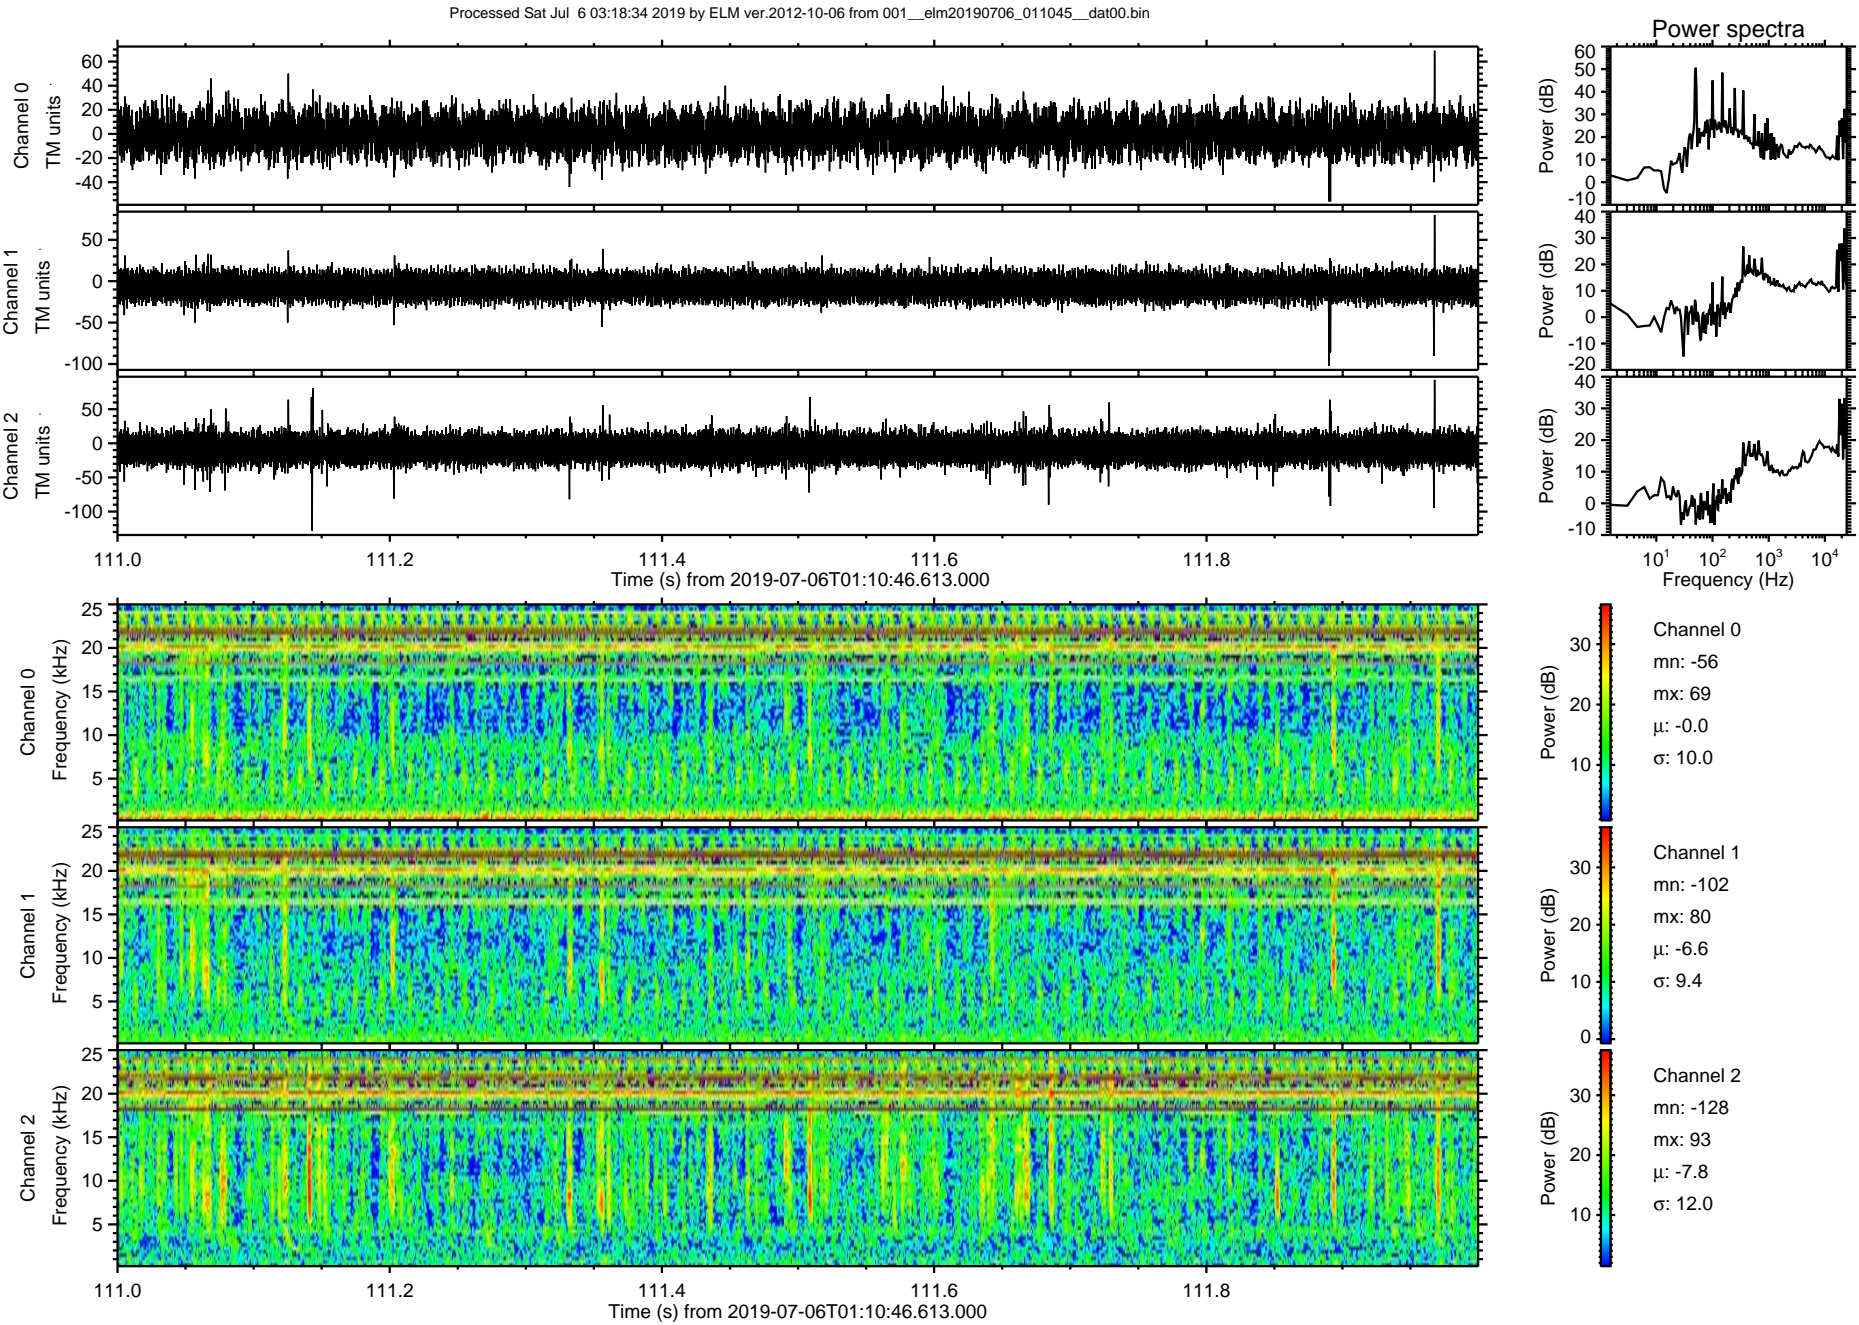 Processed Sat Jul  6 03:18:34 2019 by ELM ver.2012-10-06 from 001__elm20190706_011045__dat00.bin
Power spectra
Channel 0
TM units
60
40
20
0
-20
-40
Power (dB)
60
50
40
30
20
10
0
-10
Channel 1
TM units
50
0
-50
-100
Power (dB)
40
30
20
10
0
-10
-20
Channel 2
TM units
50
0
-50
-100
Power (dB)
40
30
20
10
0
-10
111.0 111.2 111.4 111.6 111.8
Time (s) from 2019-07-06T01:10:46.613.000
10^1 10^2 10^3 10^4
Frequency (Hz)
Channel 0
Frequency (kHz)
25
20
15
10
5
Power (dB)
30
20
10
Channel 0
mn: -56
mx: 69
μ: -0.0
σ: 10.0
Channel 1
Frequency (kHz)
25
20
15
10
5
Power (dB)
30
20
10
0
Channel 1
mn: -102
mx: 80
μ: -6.6
σ: 9.4
Channel 2
Frequency (kHz)
25
20
15
10
5
Power (dB)
30
20
10
Channel 2
mn: -128
mx: 93
μ: -7.8
σ: 12.0
111.0 111.2 111.4 111.6 111.8
Time (s) from 2019-07-06T01:10:46.613.000